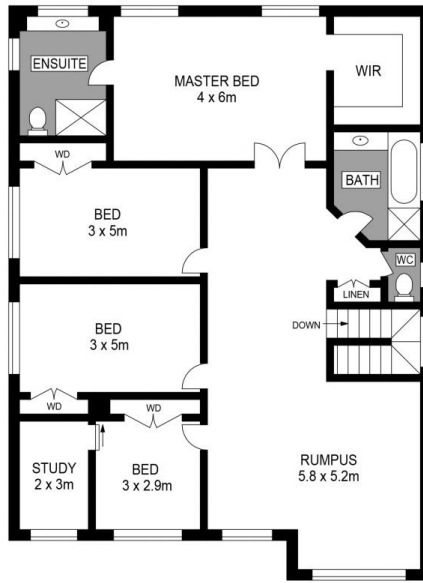 ENSUITE
MASTER BED
4 x 6m
WIR
WD
BED
3 x 5m
BATH
WC
LINEN
BED
3 x 5m
DOWN
WD
WD
STUDY
2 x 3m
BED
3 x 2.9m
RUMPUS
5.8 x 5.2m